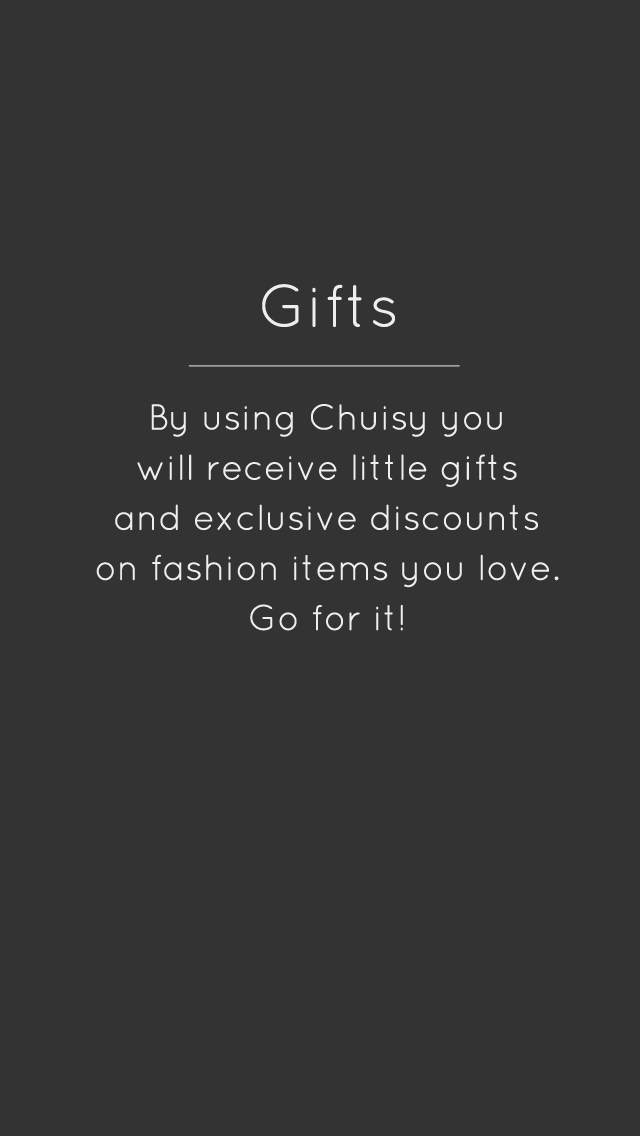 Gifts
By using Chuisy you
will receive little gifts
and exclusive discounts
on fashion items you love.
Go for it!